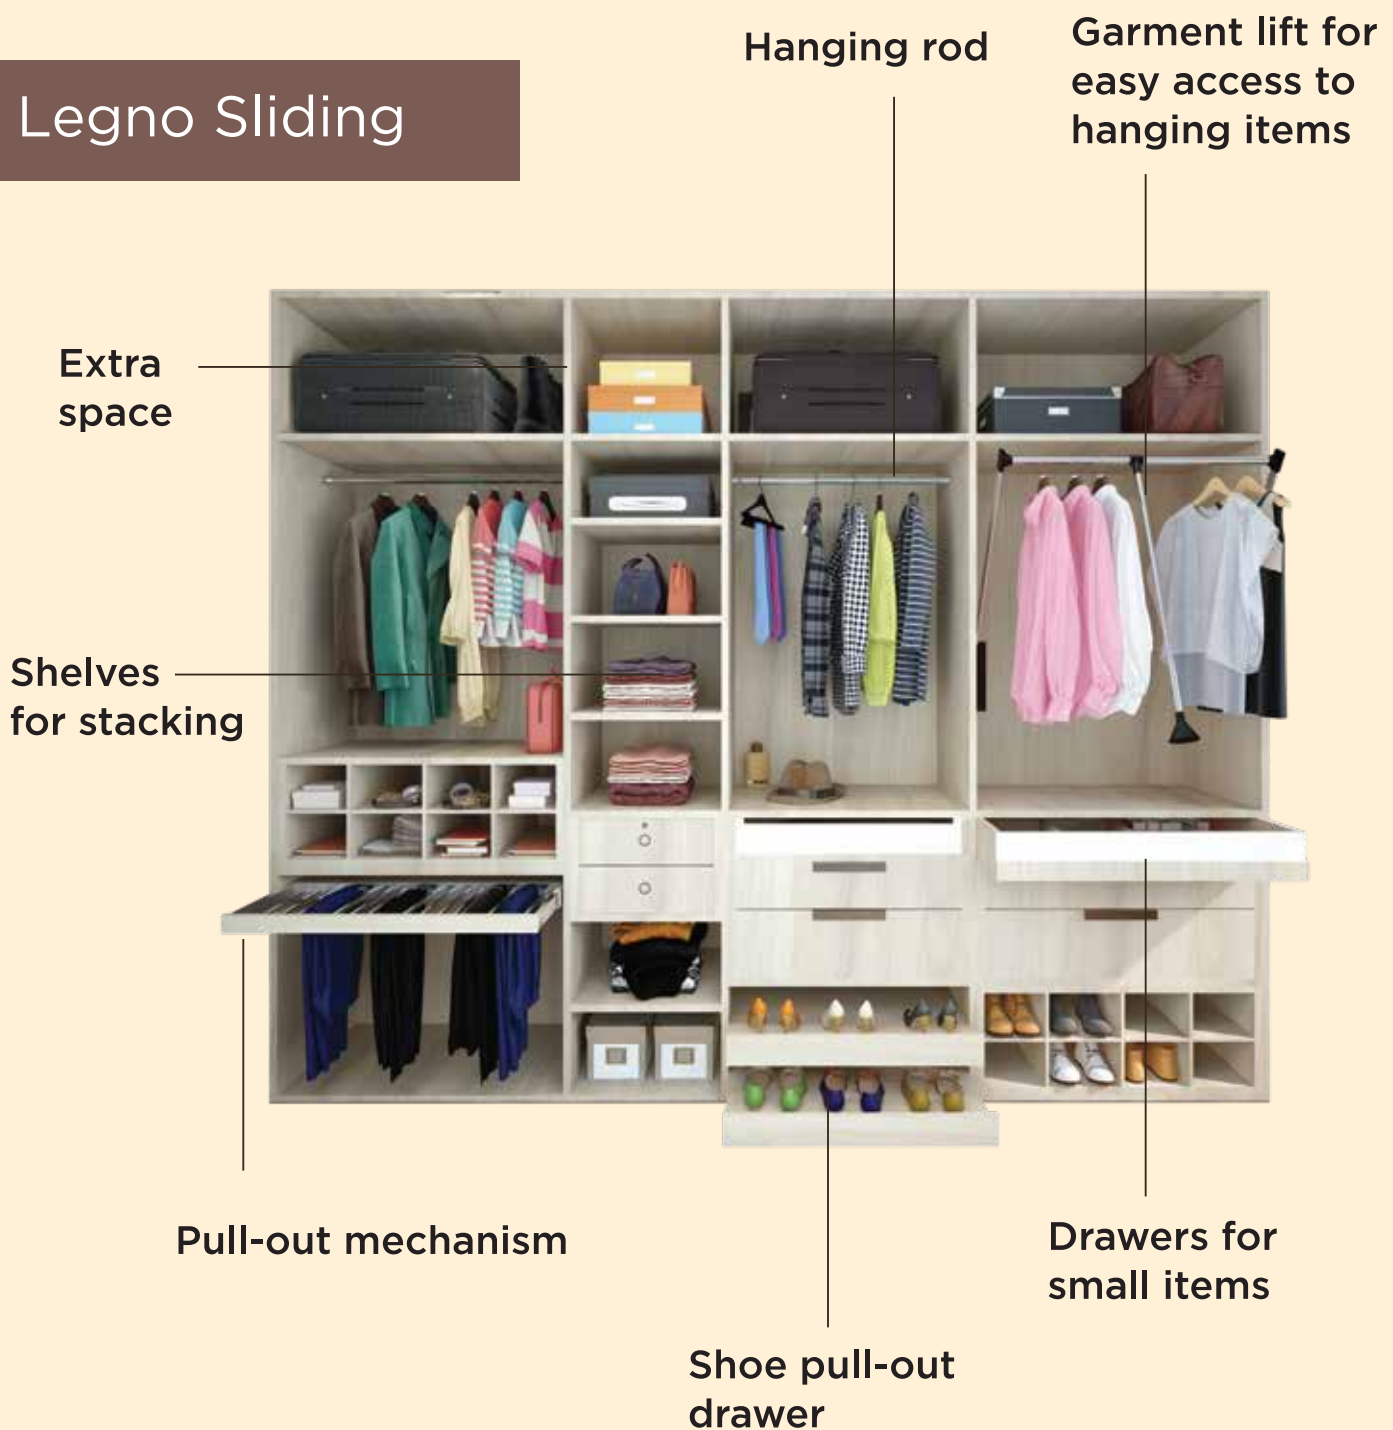 Legno Sliding
Hanging rod
Garment lift for
easy access to
hanging items
Extra
space
Shelves
for stacking
Pull-out mechanism
Drawers for
small items
Shoe pull-out
drawer